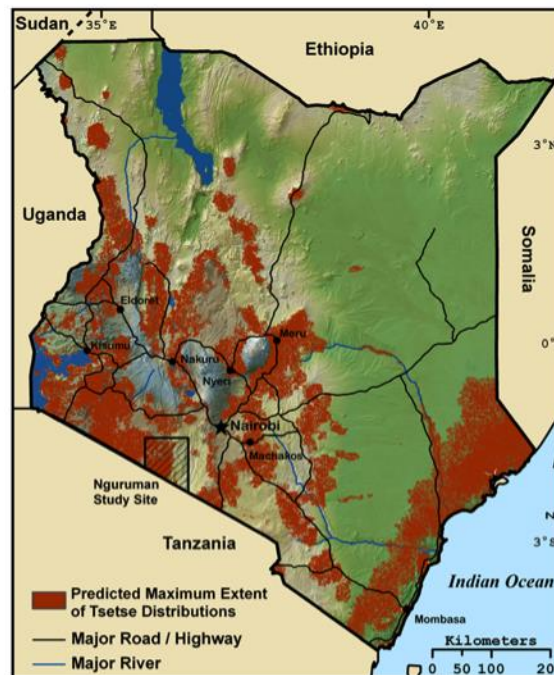 35°E
40°E
Sudan
Ethiopia
3°N
Uganda
Somalia
Eldoret
Kisumu
Meru
0°
Nakuru
Nyeri
Nairobi
Machakos
Nguruman
Study Site
Tanzania
3°S
Indian Ocean
Predicted Maximum Extent
of Tsetse Distributions
Mombasa
Major Road / Highway
Kilometers
Major River
0 50 100 20